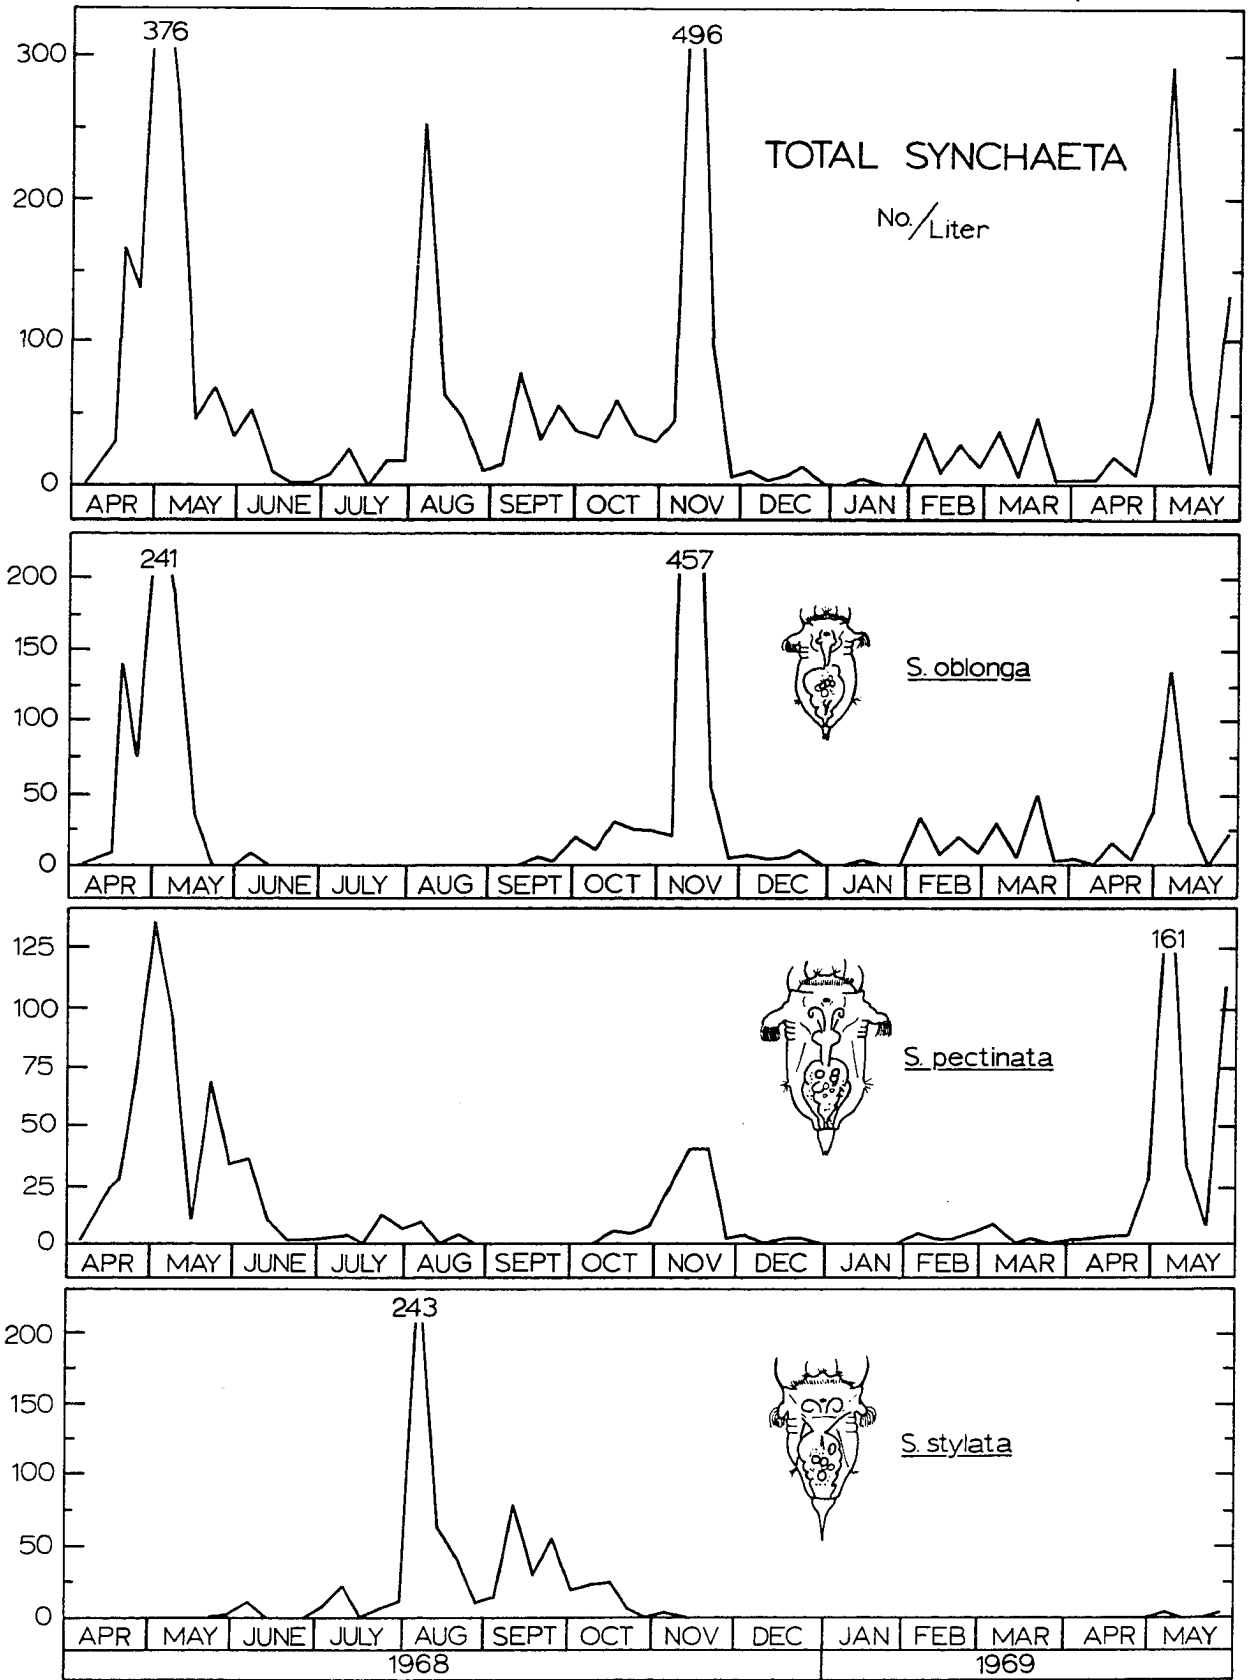 376 496
300
TOTAL SYNCHAETA
200
No./Liter
100
0
APR MAY JUNE JULY AUG SEPT OCT NOV DEC JAN FEB MAR APR MAY
241 457
200
150
S. oblonga
100
50
0
APR MAY JUNE JULY AUG SEPT OCT NOV DEC JAN FEB MAR APR MAY
161
125
100
75
S. pectinata
50
25
0
APR MAY JUNE JULY AUG SEPT OCT NOV DEC JAN FEB MAR APR MAY
243
200
150
S. stylata
100
50
0
APR MAY JUNE JULY AUG SEPT OCT NOV DEC JAN FEB MAR APR MAY
1968 1969